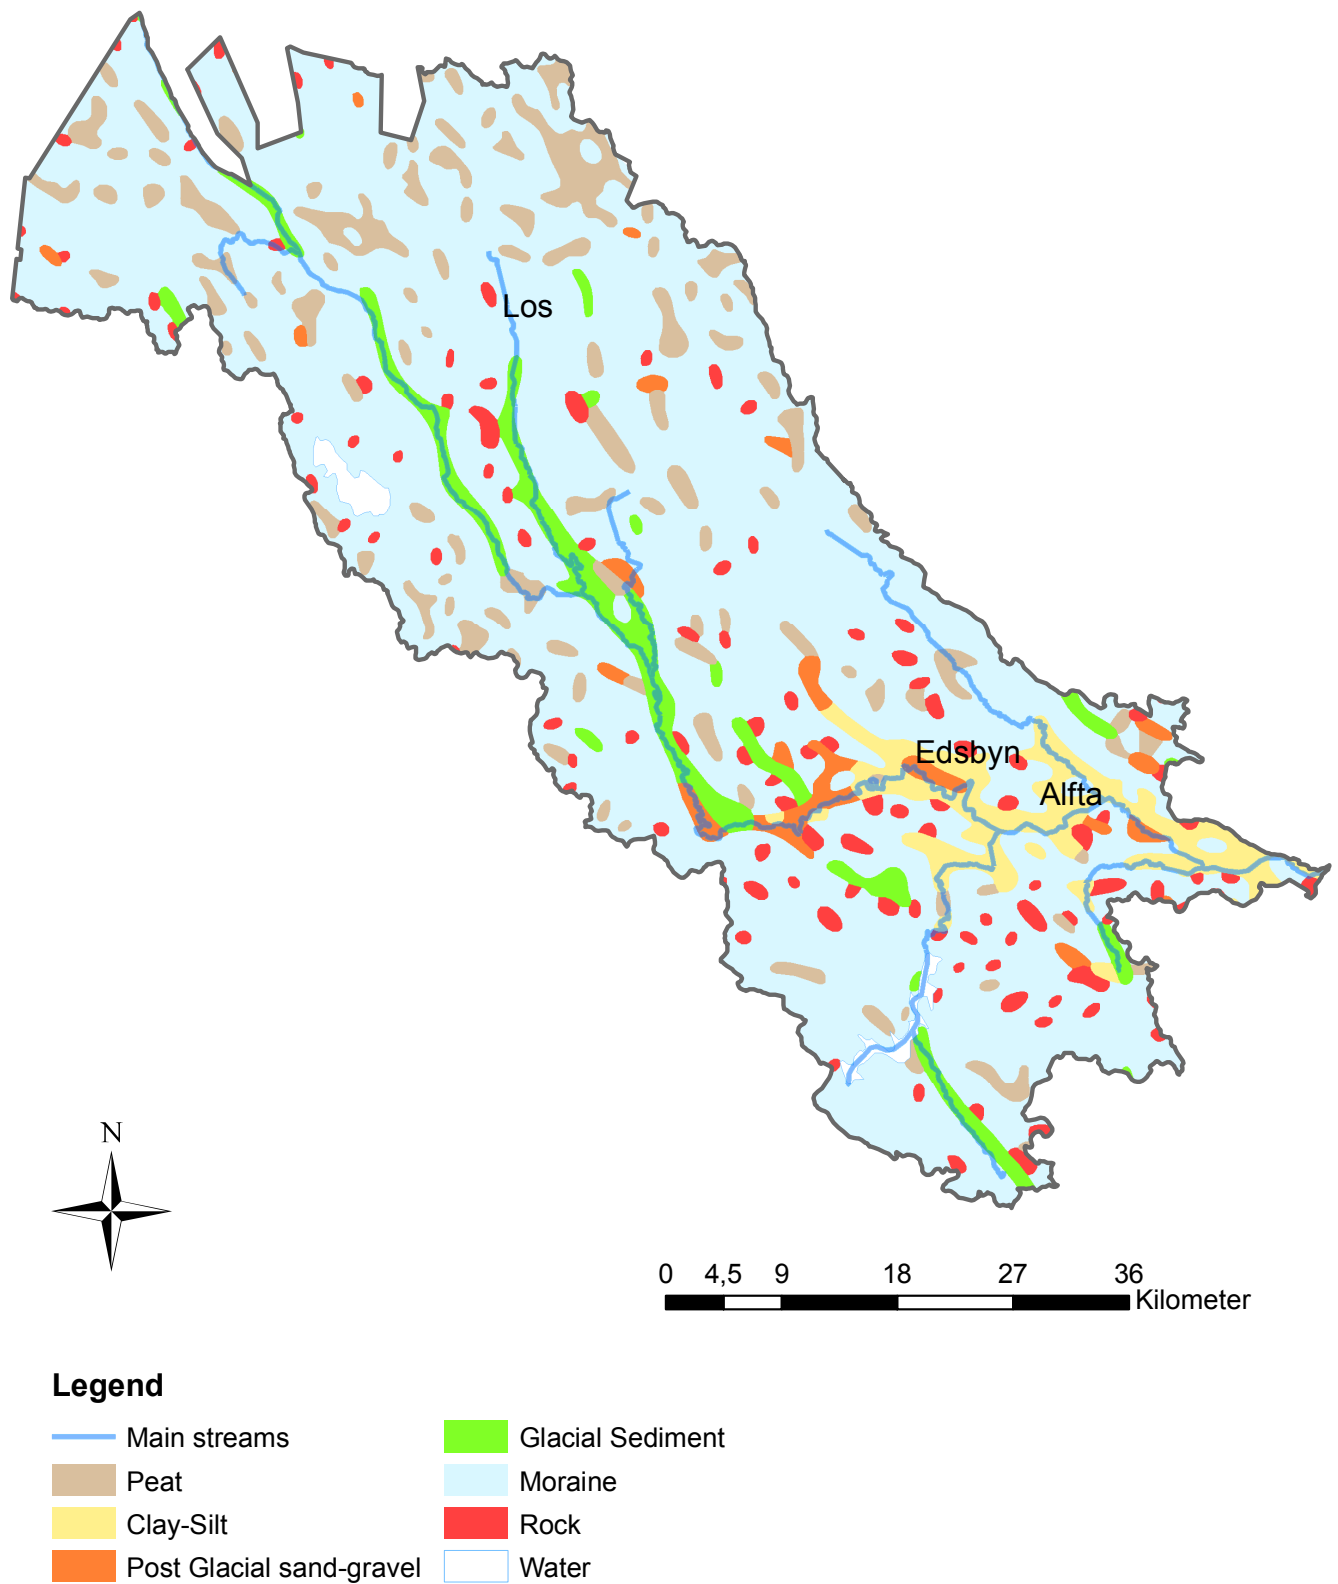 Los
Edsbyn
Alfta
N
0 4,5 9 18 27 36
Kilometer
Legend
Main streams
Peat
Clay-Silt
Post Glacial sand-gravel
Glacial Sediment
Moraine
Rock
Water